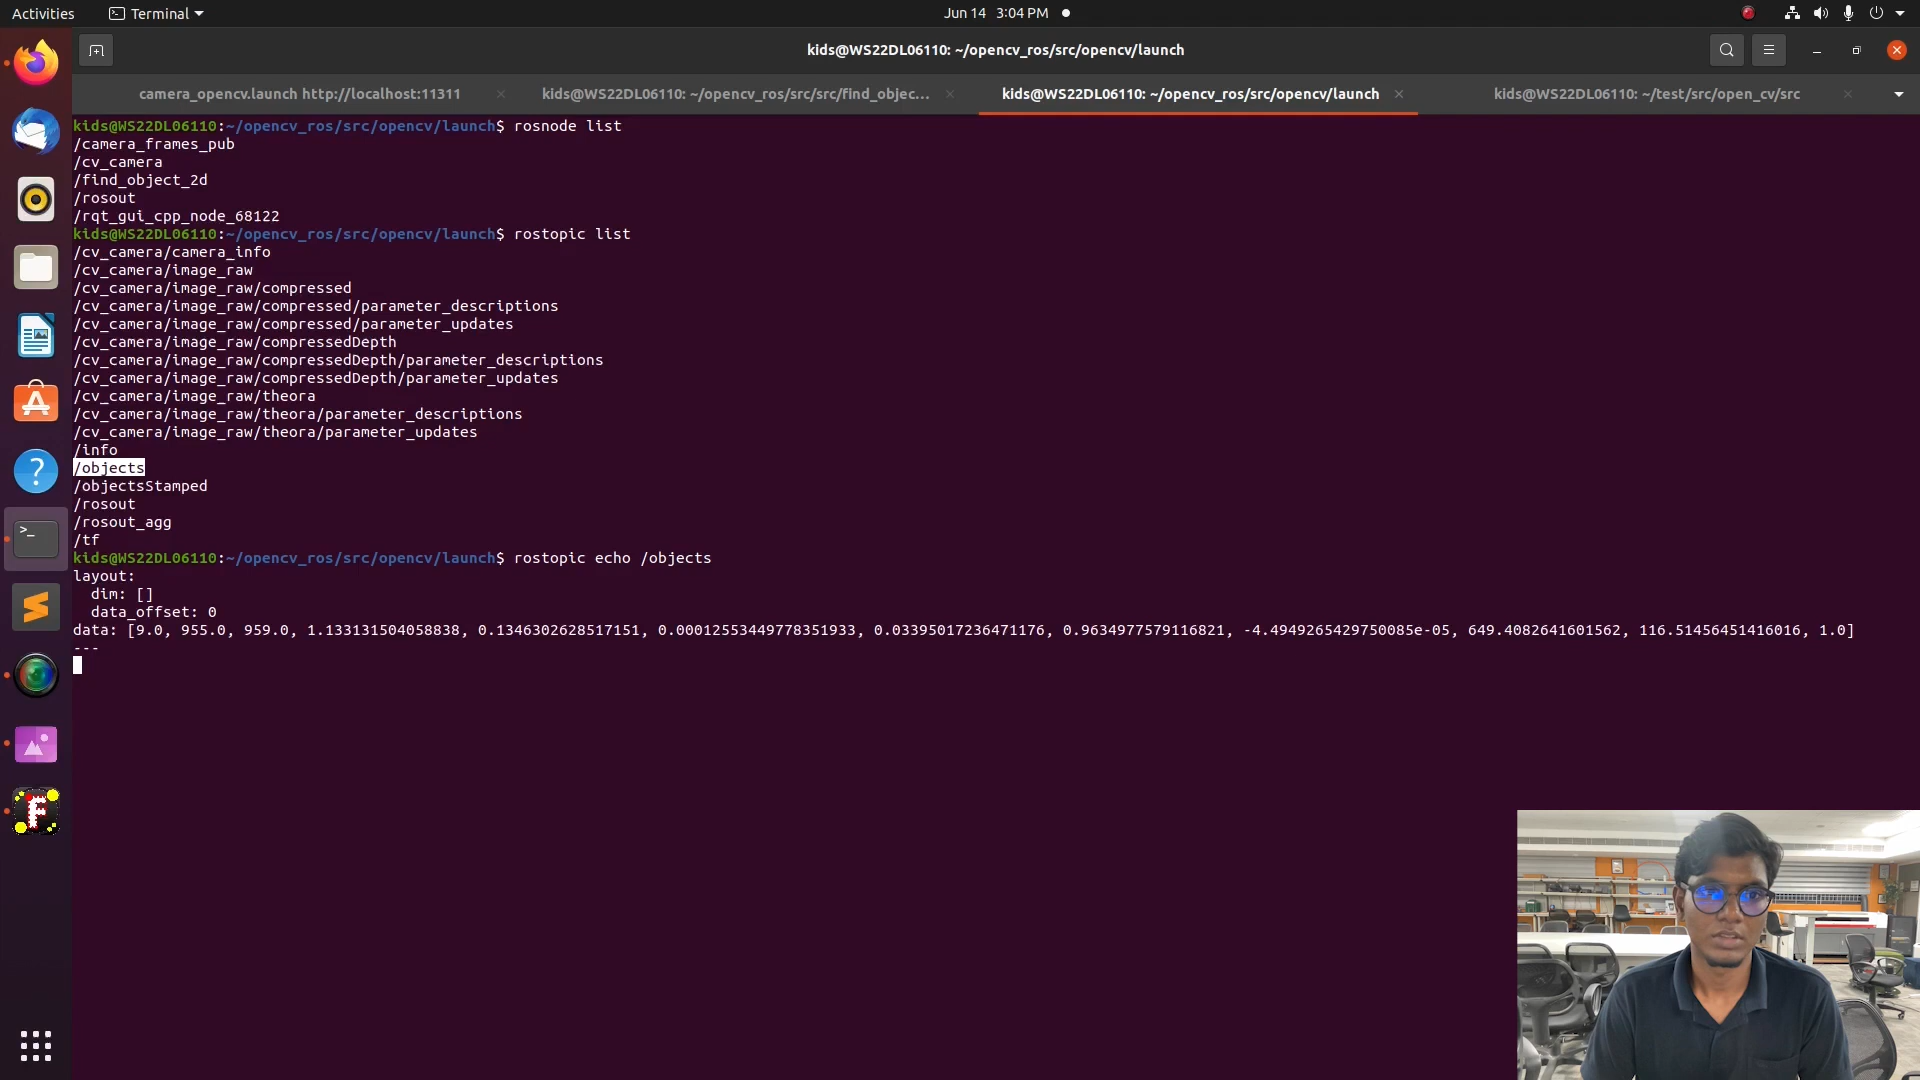 Activities
Terminal
Jun 14 3:04 PM
kids@WS22DL06110: ~/opencv_ros/src/opencv/launch
camera_opencv.launch http://localhost:11311
kids@WS22DL06110: ~/opencv_ros/src/src/find_objec...
kids@WS22DL06110: ~/opencv_ros/src/opencv/launch
kids@WS22DL06110: ~/test/src/open_cv/src
kids@WS22DL06110:~/opencv_ros/src/opencv/launch$ rosnode list
/camera_frames_pub
/cv_camera
/find_object_2d
/rosout
/rqt_gui_cpp_node_68122
kids@WS22DL06110:~/opencv_ros/src/opencv/launch$ rostopic list
/cv_camera/camera_info
/cv_camera/image_raw
/cv_camera/image_raw/compressed
/cv_camera/image_raw/compressed/parameter_descriptions
/cv_camera/image_raw/compressed/parameter_updates
/cv_camera/image_raw/compressedDepth
/cv_camera/image_raw/compressedDepth/parameter_descriptions
/cv_camera/image_raw/compressedDepth/parameter_updates
/cv_camera/image_raw/theora
/cv_camera/image_raw/theora/parameter_descriptions
/cv_camera/image_raw/theora/parameter_updates
/info
/objects
/objectsStamped
/rosout
/rosout_agg
/tf
kids@WS22DL06110:~/opencv_ros/src/opencv/launch$ rostopic echo /objects
layout:
  dim: []
  data_offset: 0
data: [9.0, 955.0, 959.0, 1.133131504058838, 0.1346302628517151, 0.00012553449778351933, 0.03395017236471176, 0.9634977579116821, -4.4949265429750085e-05, 649.4082641601562, 116.51456451416016, 1.0]
---